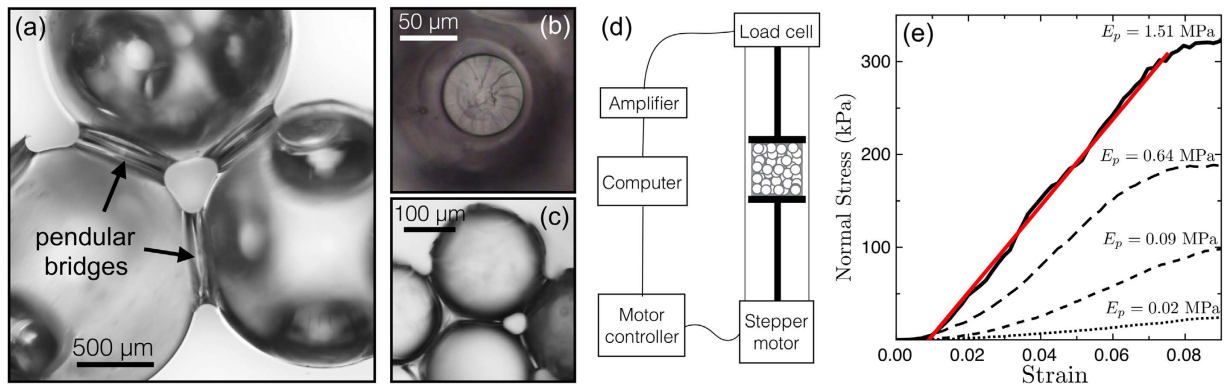 (a)
pendular
bridges
500 μm
(b)
50 μm
(c)
100 μm
(d)
Load cell
Amplifier
Computer
Motor
controller
Stepper
motor
(e)
E_p = 1.51 MPa
E_p = 0.64 MPa
E_p = 0.09 MPa
E_p = 0.02 MPa
Normal Stress (kPa)
300
200
100
0.00 0.02 0.04 0.06 0.08
Strain